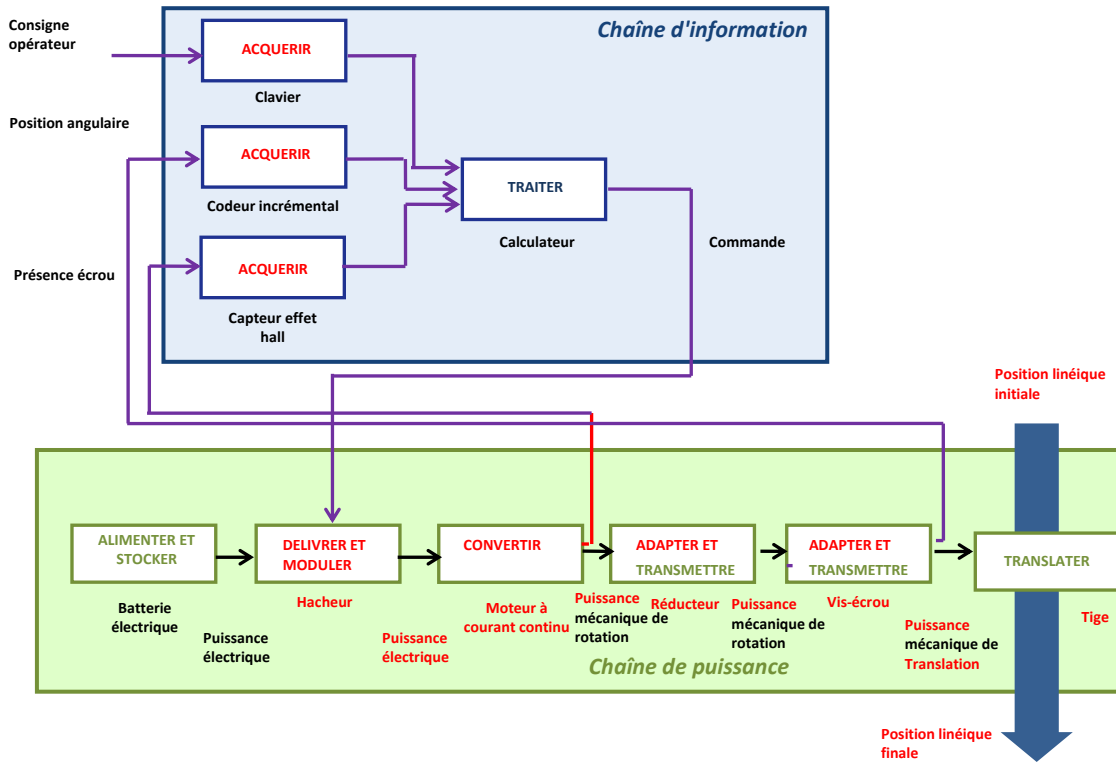 Consigne
opérateur
Chaîne d'information
ACQUERIR
Clavier
Position angulaire
ACQUERIR
Codeur incrémental
TRAITER
Calculateur
Commande
Présence écrou
ACQUERIR
Capteur effet
hall
Position linéique
initiale
ALIMENTER ET
STOCKER
DELIVRER ET
MODULER
CONVERTIR
ADAPTER ET
TRANSMETTRE
ADAPTER ET
TRANSMETTRE
TRANSLATER
Batterie
électrique
Puissance
électrique
Hacheur
Puissance
électrique
Moteur à
courant continu
Puissance
mécanique de
rotation
Réducteur
Puissance
mécanique de
rotation
Vis-écrou
Puissance
mécanique de
Translation
Tige
Chaîne de puissance
Position linéique
finale